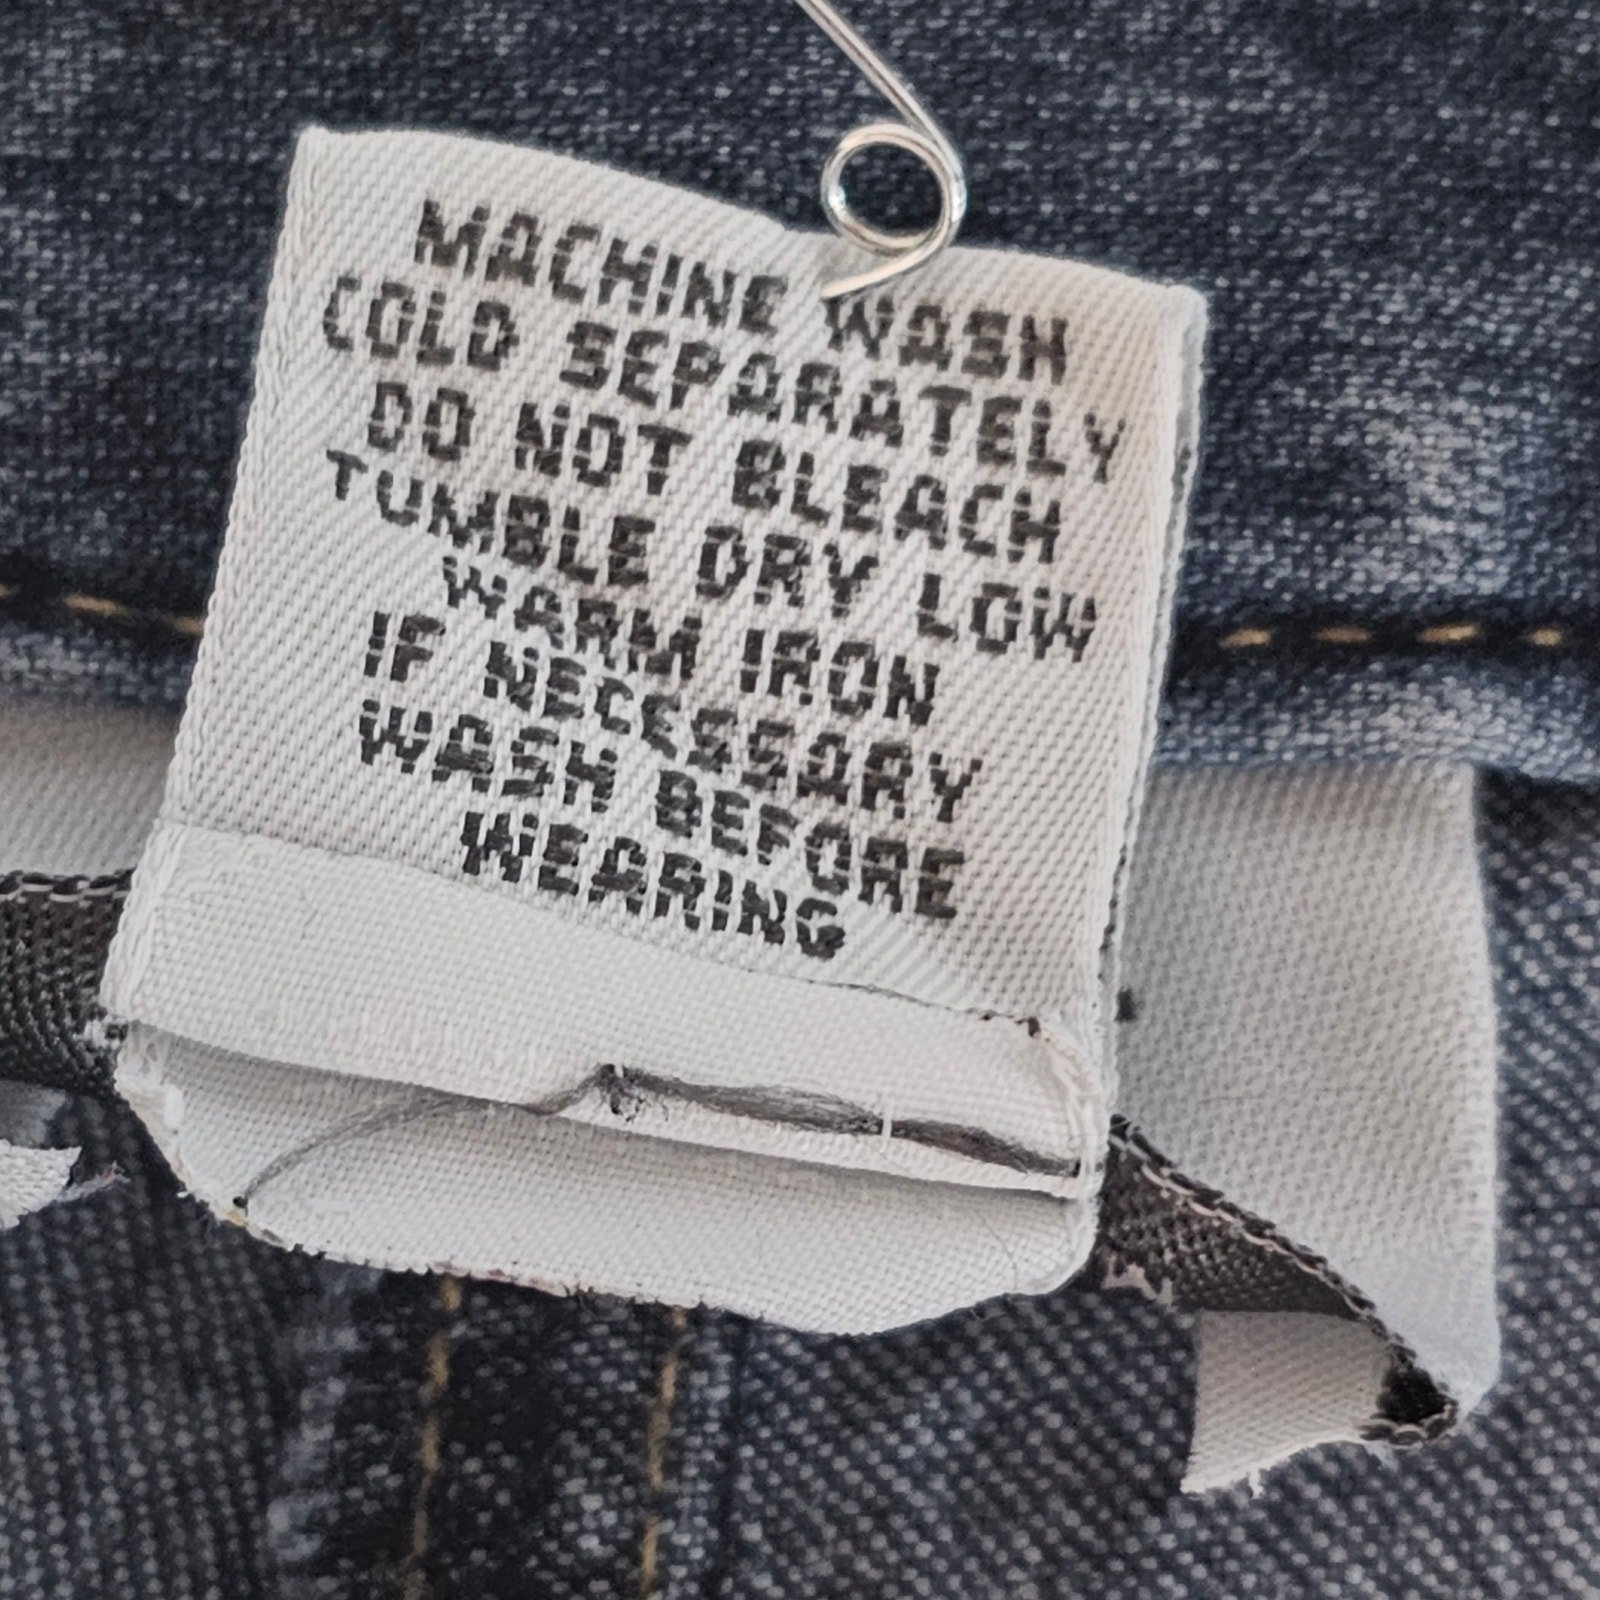 MACHINE WASH
COLD SEPARATELY
DO NOT BLEACH
TUMBLE DRY LOW
WARM IRON
IF NECESSARY
WASH BEFORE
WEARING